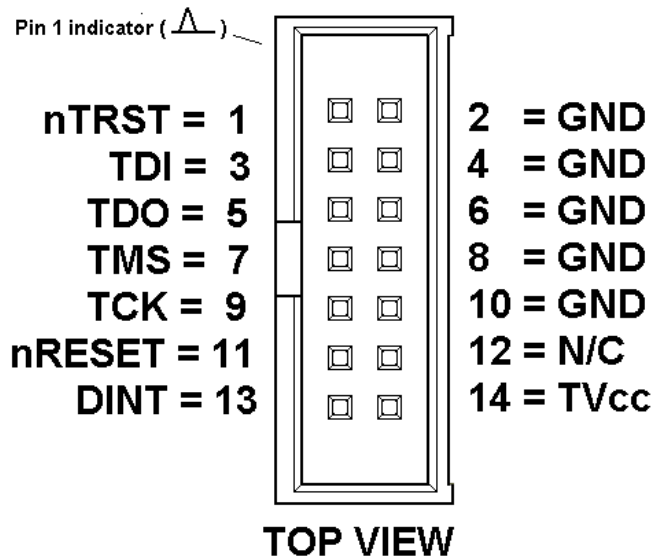 Pin 1 indicator ( )
nTRST = 1 2 = GND
TDI = 3 4 = GND
TDO = 5 6 = GND
TMS = 7 8 = GND
TCK = 9 10 = GND
nRESET = 11 12 = N/C
DINT = 13 14 = TVcc
TOP VIEW